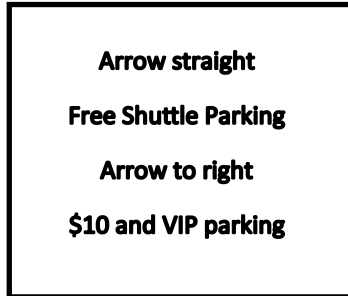 Arrow straight
Free Shuttle Parking
Arrow to right
$10 and VIP parking